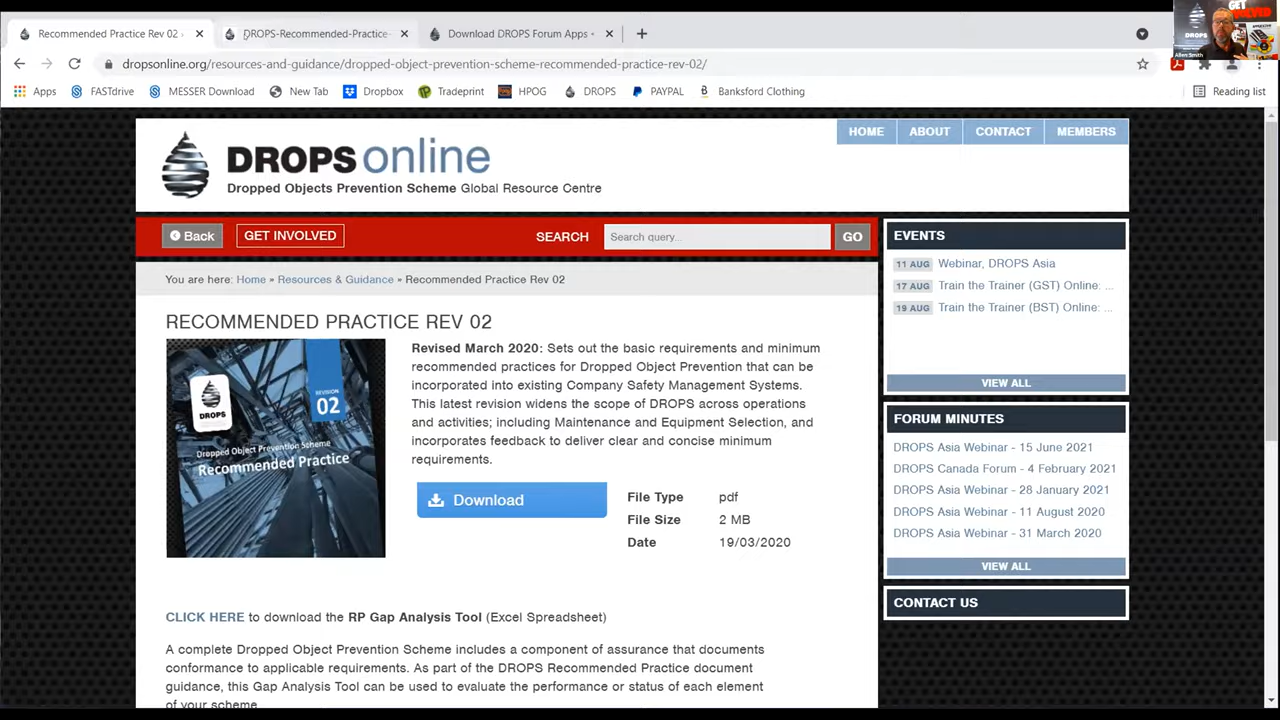 Recommended Practice Rev 02
DROPS-Recommended-Practice
Download DROPS Forum Apps
dropsonline.org/resources-and-guidance/dropped-object-prevention-scheme-recommended-practice-rev-02/
Apps
FASTdrive
MESSER Download
New Tab
Dropbox
Tradeprint
HPOG
DROPS
PAYPAL
Banksford Clothing
Reading list
GET
DROPS
Allen Smith
HOME
ABOUT
CONTACT
MEMBERS
DROPS online
Dropped Objects Prevention Scheme Global Resource Centre
Back
GET INVOLVED
SEARCH
Search query...
GO
You are here: Home » Resources & Guidance » Recommended Practice Rev 02
RECOMMENDED PRACTICE REV 02
REVISION
02
DROPS
Dropped Object Prevention Scheme
Recommended Practice
Revised March 2020: Sets out the basic requirements and minimum
recommended practices for Dropped Object Prevention that can be
incorporated into existing Company Safety Management Systems.
This latest revision widens the scope of DROPS across operations
and activities; including Maintenance and Equipment Selection, and
incorporates feedback to deliver clear and concise minimum
requirements.
Download
File Type pdf
File Size 2 MB
Date 19/03/2020
CLICK HERE to download the RP Gap Analysis Tool (Excel Spreadsheet)
A complete Dropped Object Prevention Scheme includes a component of assurance that documents
conformance to applicable requirements. As part of the DROPS Recommended Practice document
guidance, this Gap Analysis Tool can be used to evaluate the performance or status of each element
of your scheme.
EVENTS
11 AUG Webinar, DROPS Asia
17 AUG Train the Trainer (GST) Online: ...
19 AUG Train the Trainer (BST) Online: ...
VIEW ALL
FORUM MINUTES
DROPS Asia Webinar - 15 June 2021
DROPS Canada Forum - 4 February 2021
DROPS Asia Webinar - 28 January 2021
DROPS Asia Webinar - 11 August 2020
DROPS Asia Webinar - 31 March 2020
VIEW ALL
CONTACT US